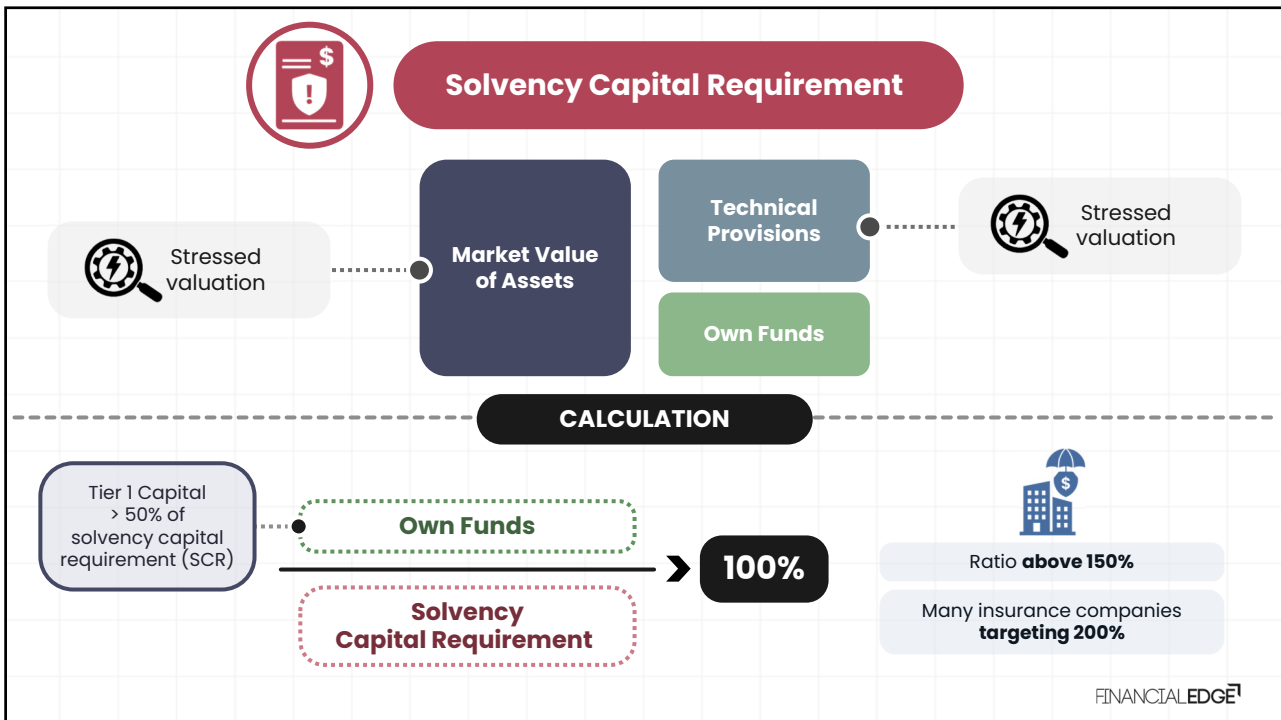 $
!
Solvency Capital Requirement
Stressed
valuation
Market Value
of Assets
Technical
Provisions
Own Funds
Stressed
valuation
CALCULATION
Tier 1 Capital
> 50% of
solvency capital
requirement (SCR)
Own Funds
Solvency
Capital Requirement
100%
$
Ratio above 150%
Many insurance companies
targeting 200%
FINANCIALEDGE